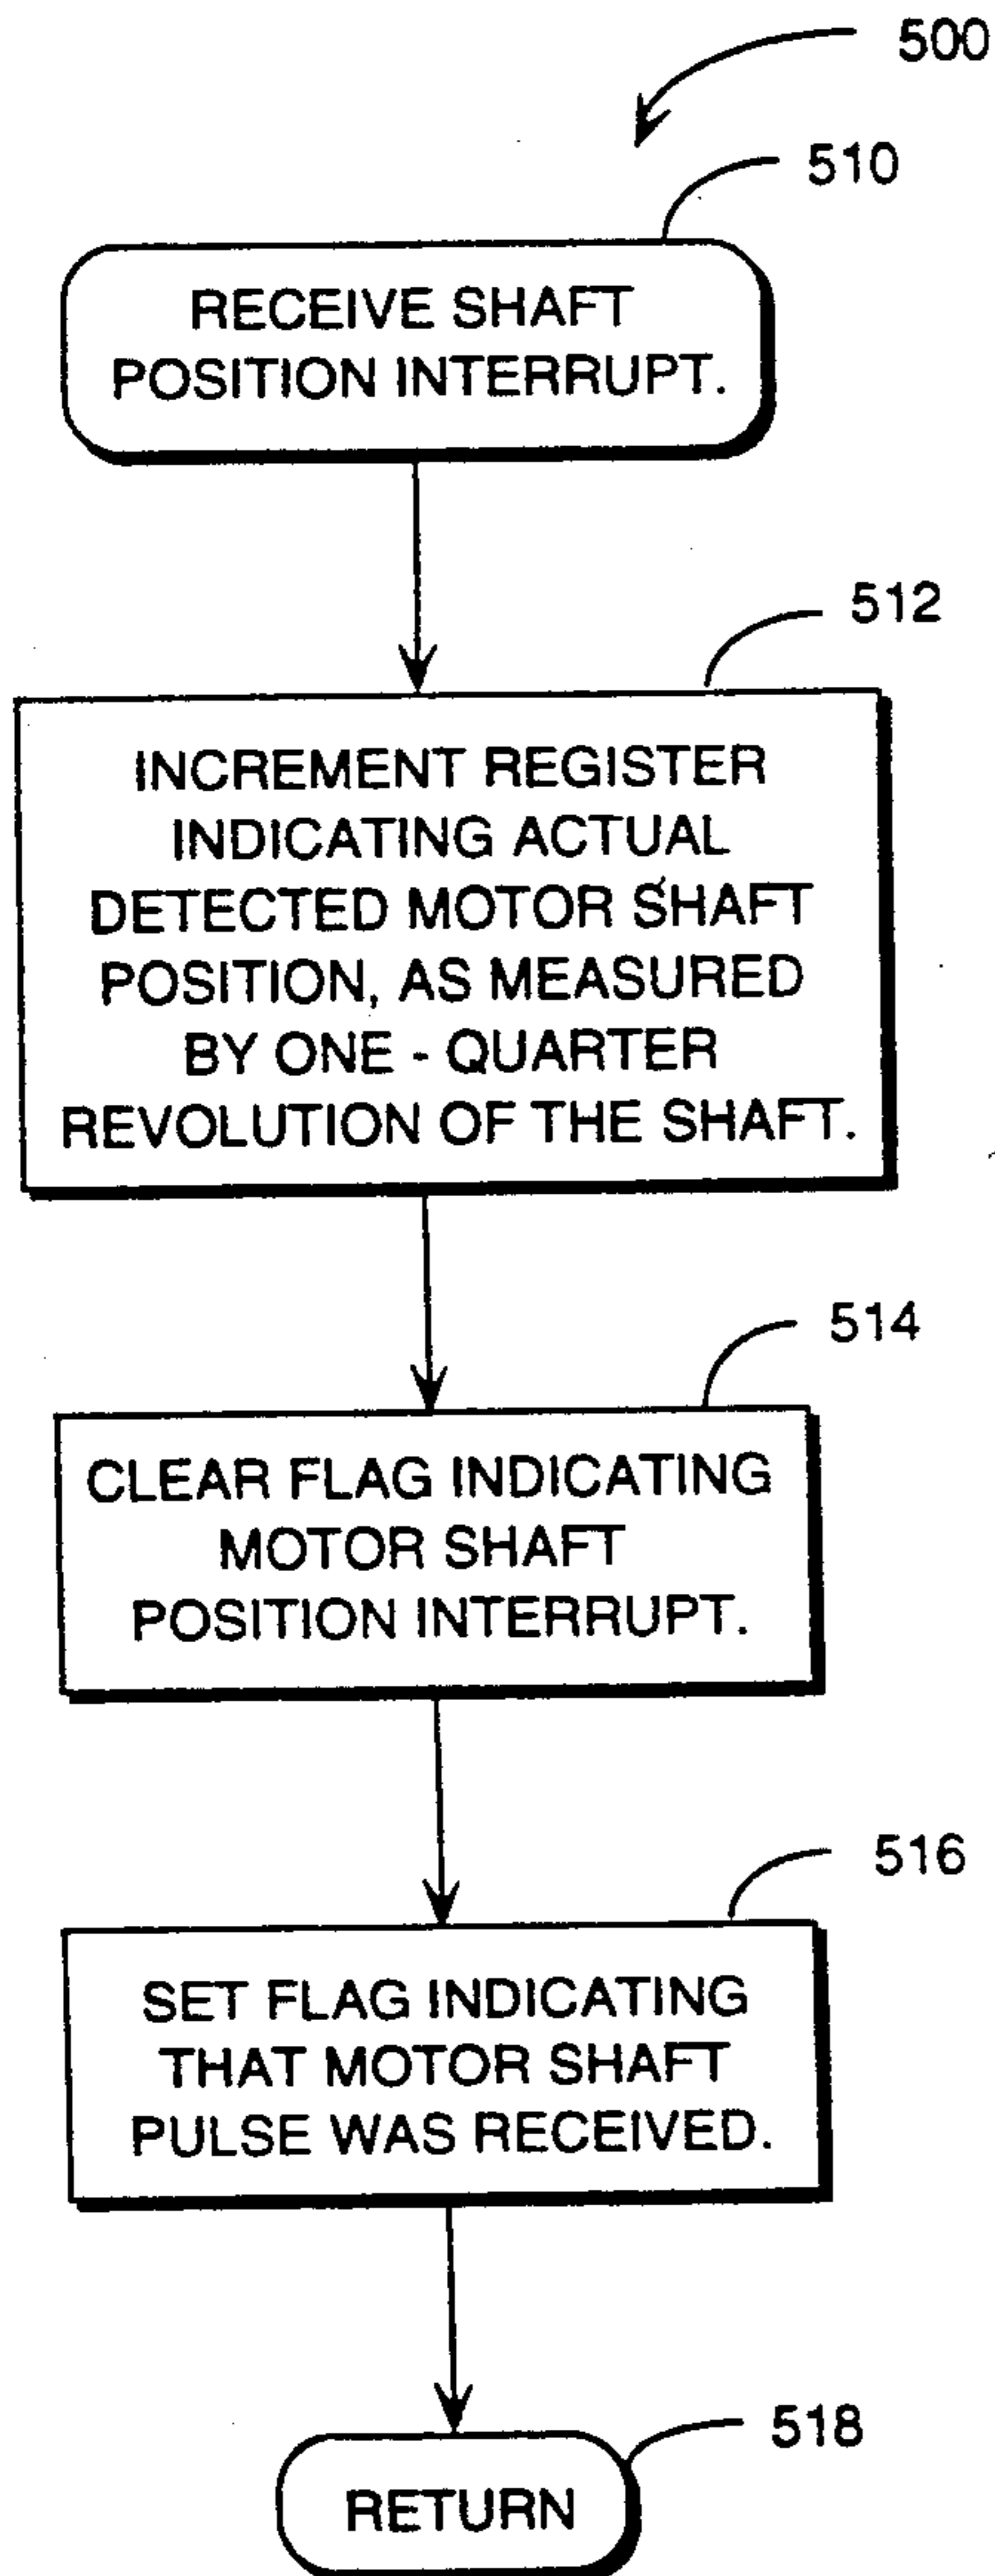 500
510
RECEIVE SHAFT
POSITION INTERRUPT.
512
INCREMENT REGISTER
INDICATING ACTUAL
DETECTED MOTOR SHAFT
POSITION, AS MEASURED
BY ONE - QUARTER
REVOLUTION OF THE SHAFT.
514
CLEAR FLAG INDICATING
MOTOR SHAFT
POSITION INTERRUPT.
516
SET FLAG INDICATING
THAT MOTOR SHAFT
PULSE WAS RECEIVED.
518
RETURN